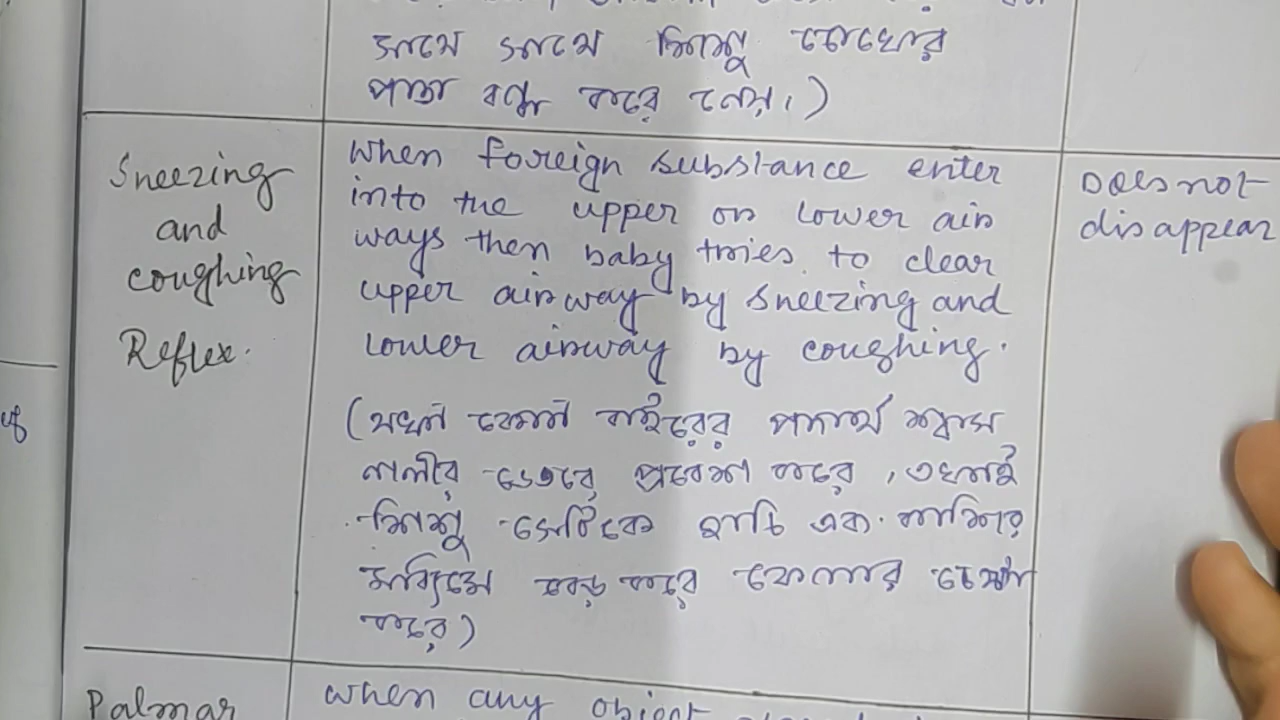 সাথে সাথে শিশু চোখের
পাতা বন্ধ করে নেয়।)
Sneezing
and
coughing
Reflex.
When foreign substance enter
into the upper or lower air
ways then baby tries to clear
upper airway by sneezing and
lower airway by coughing.
(যখন কোন বাইরের পদার্থ শ্বাস
নালীর ভেতরে প্রবেশ করে, তখনই
শিশু সেটিকে হাচি এবং কাশির
মাধ্যমে বের করে ফেলার চেষ্টা
করে)
Does not
disappear
Palmar
when any object